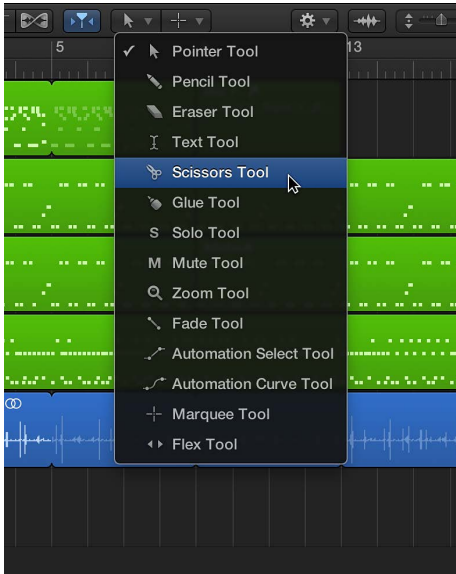 5
13
Pointer Tool
Pencil Tool
Eraser Tool
Text Tool
Scissors Tool
Glue Tool
S Solo Tool
M Mute Tool
Zoom Tool
Fade Tool
Automation Select Tool
Automation Curve Tool
Marquee Tool
Flex Tool